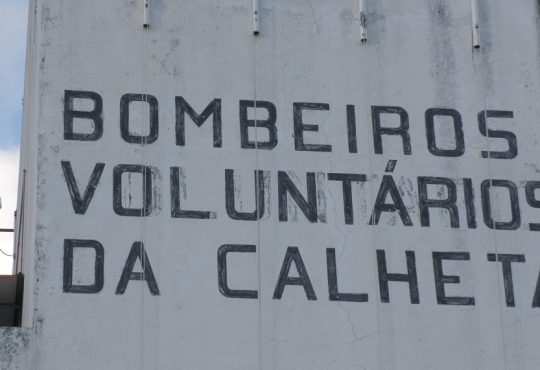 BOMBEIROS
VOLUNTÁRIOS
DA CALHETA